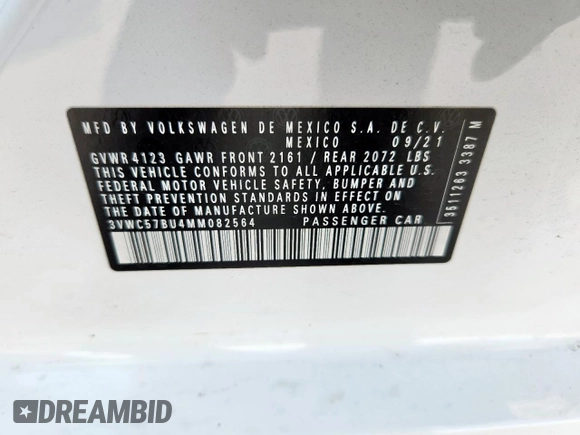 MFD BY VOLKSWAGEN DE MEXICO S.A. DE C.V.
MEXICO 09/21
GVWR 4123 GAWR FRONT 2161 / REAR 2072 LBS
THIS VEHICLE CONFORMS TO ALL APPLICABLE U.S.
FEDERAL MOTOR VEHICLE SAFETY, BUMPER AND
THEFT PREVENTION STANDARDS IN EFFECT ON
THE DATE OF MANUFACTURE SHOWN ABOVE.
3VWC57BU4MM082564 PASSENGER CAR
3511263 3387 M
DREAMBID